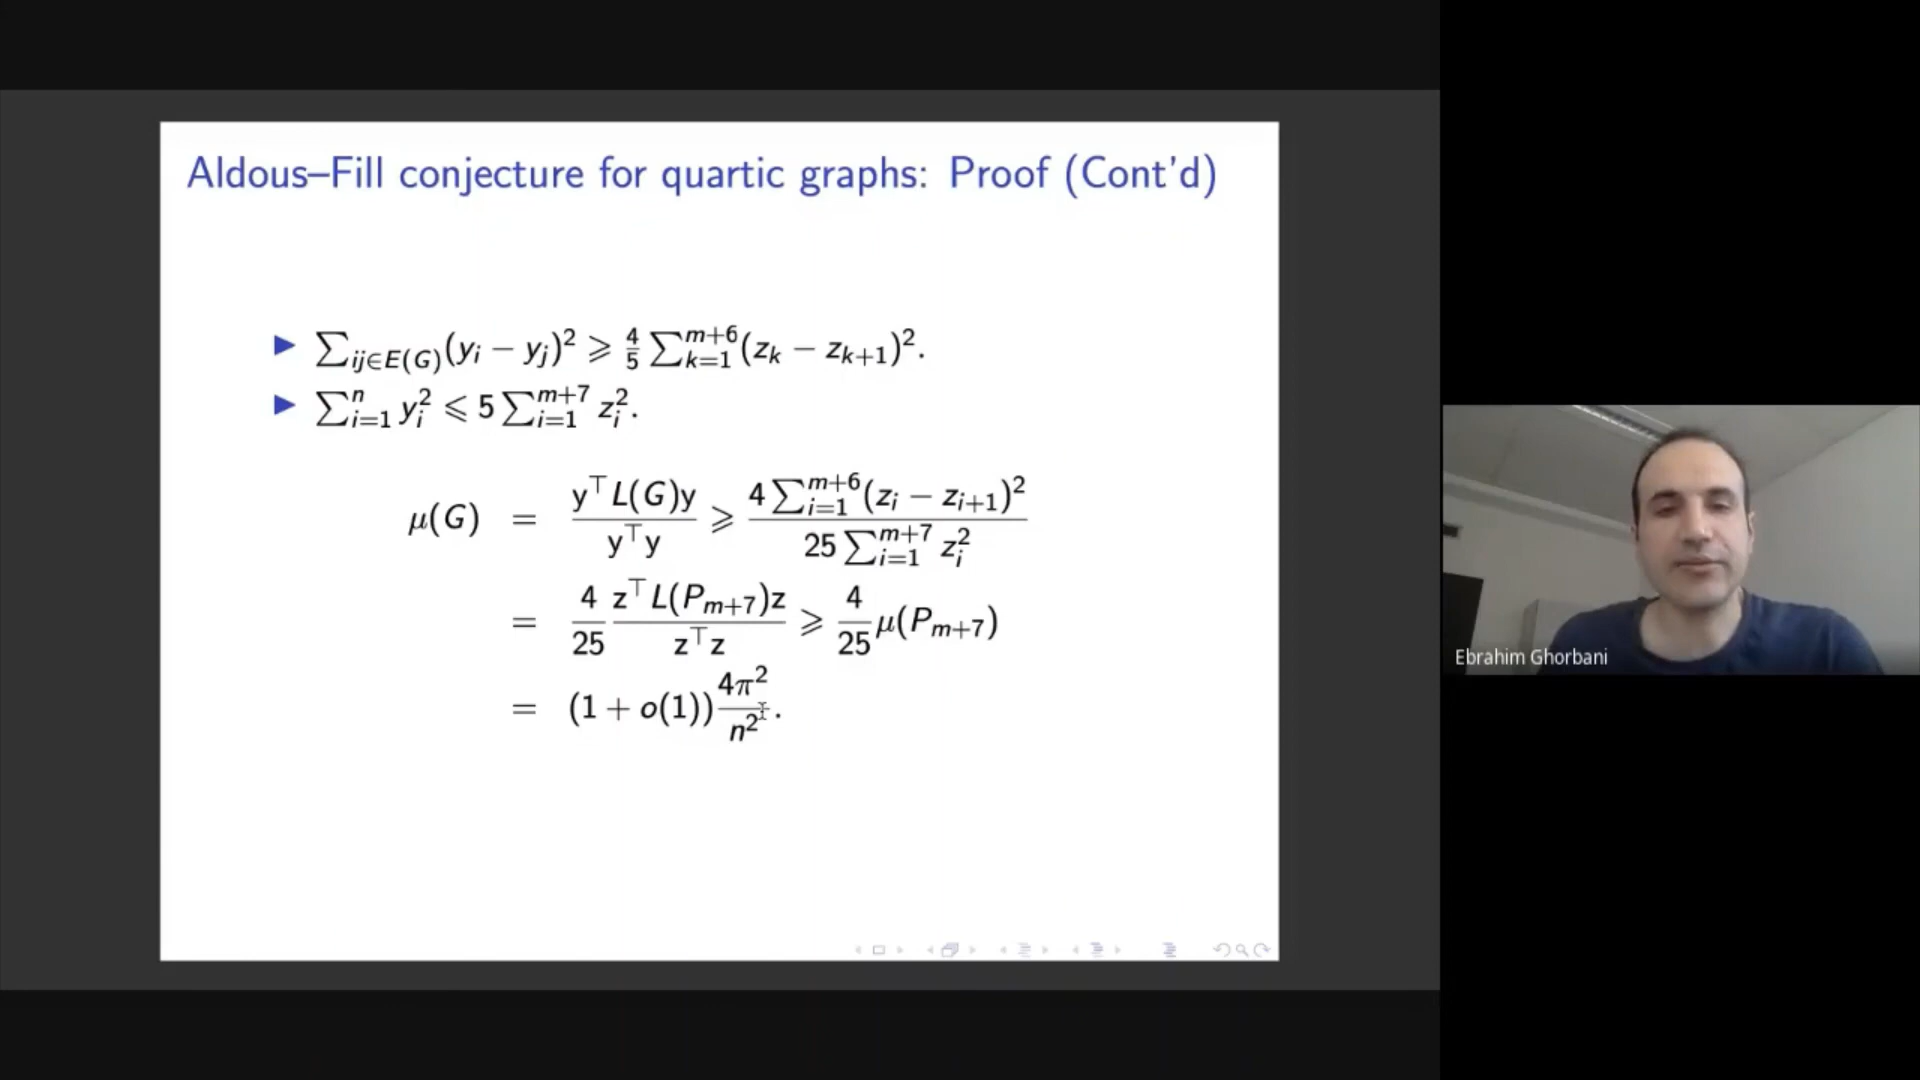 Aldous–Fill conjecture for quartic graphs: Proof (Cont'd)
▶ ∑_{ij∈E(G)}(y_i − y_j)^2 ⩾ 4/5 ∑_{k=1}^{m+6}(z_k − z_{k+1})^2.
▶ ∑_{i=1}^{n} y_i^2 ⩽ 5 ∑_{i=1}^{m+7} z_i^2.
μ(G) = y^⊤ L(G)y / y^⊤ y ⩾ 4 ∑_{i=1}^{m+6}(z_i − z_{i+1})^2 / 25 ∑_{i=1}^{m+7} z_i^2
= 4/25 z^⊤ L(P_{m+7})z / z^⊤ z ⩾ 4/25 μ(P_{m+7})
= (1 + o(1)) 4π^2 / n^2.
Ebrahim Ghorbani